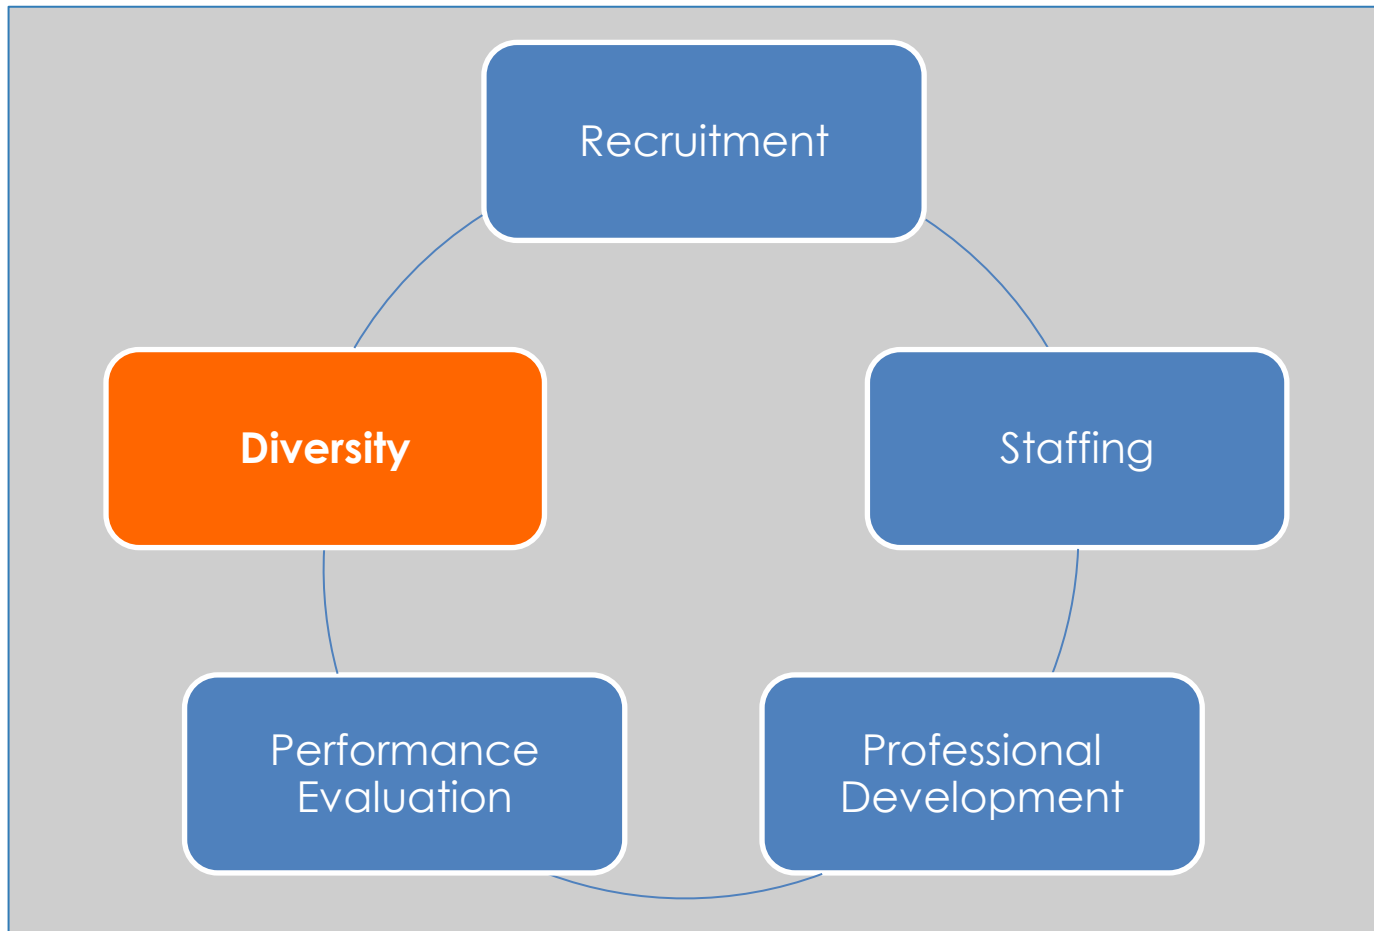 Recruitment
Diversity
Staffing
Performance
Evaluation
Professional
Development